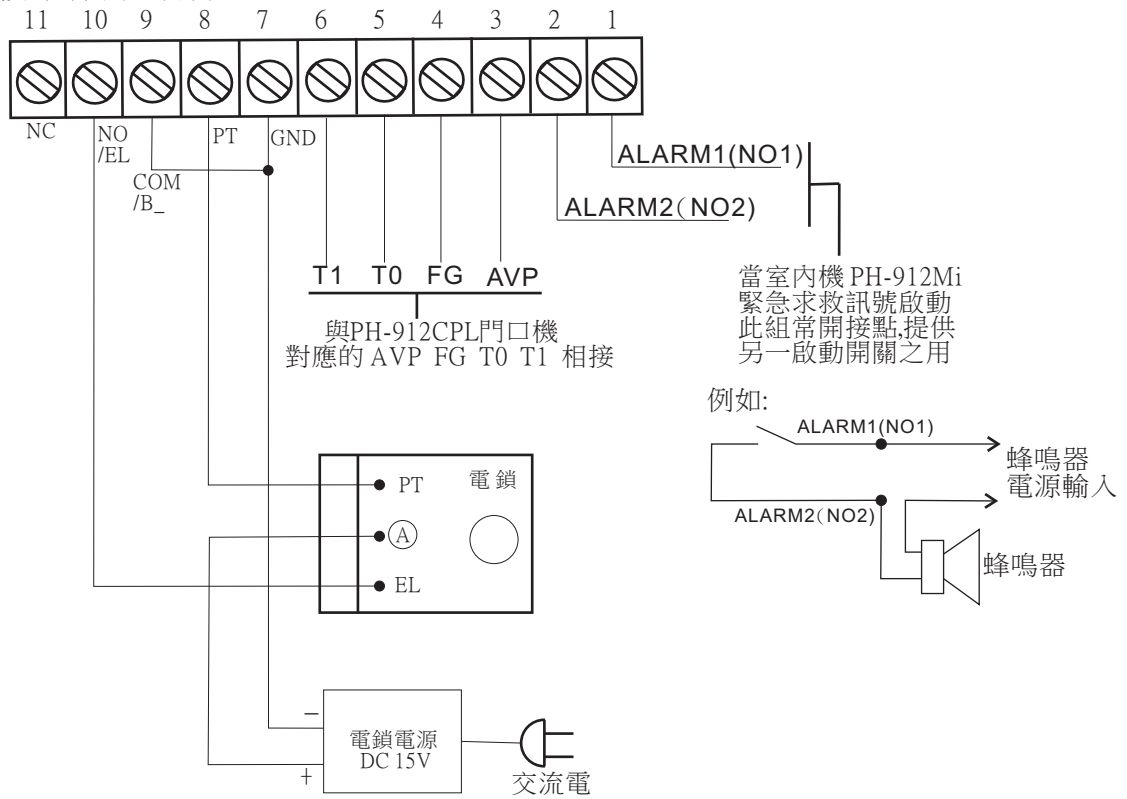 11 10 9 8 7 6 5 4 3 2 1
NC
NO
/EL
COM
/B_
PT
GND
ALARM1(NO1)
ALARM2(NO2)
T1 T0 FG AVP
與PH-912CPL門口機
對應的 AVP FG T0 T1 相接
當室內機 PH-912Mi
緊急求救訊號啟動
此組常開接點,提供
另一啟動開關之用
例如:
ALARM1(NO1)
ALARM2(NO2)
蜂鳴器
電源輸入
蜂鳴器
PT
電鎖
A
EL
−
+
電鎖電源
DC 15V
交流電